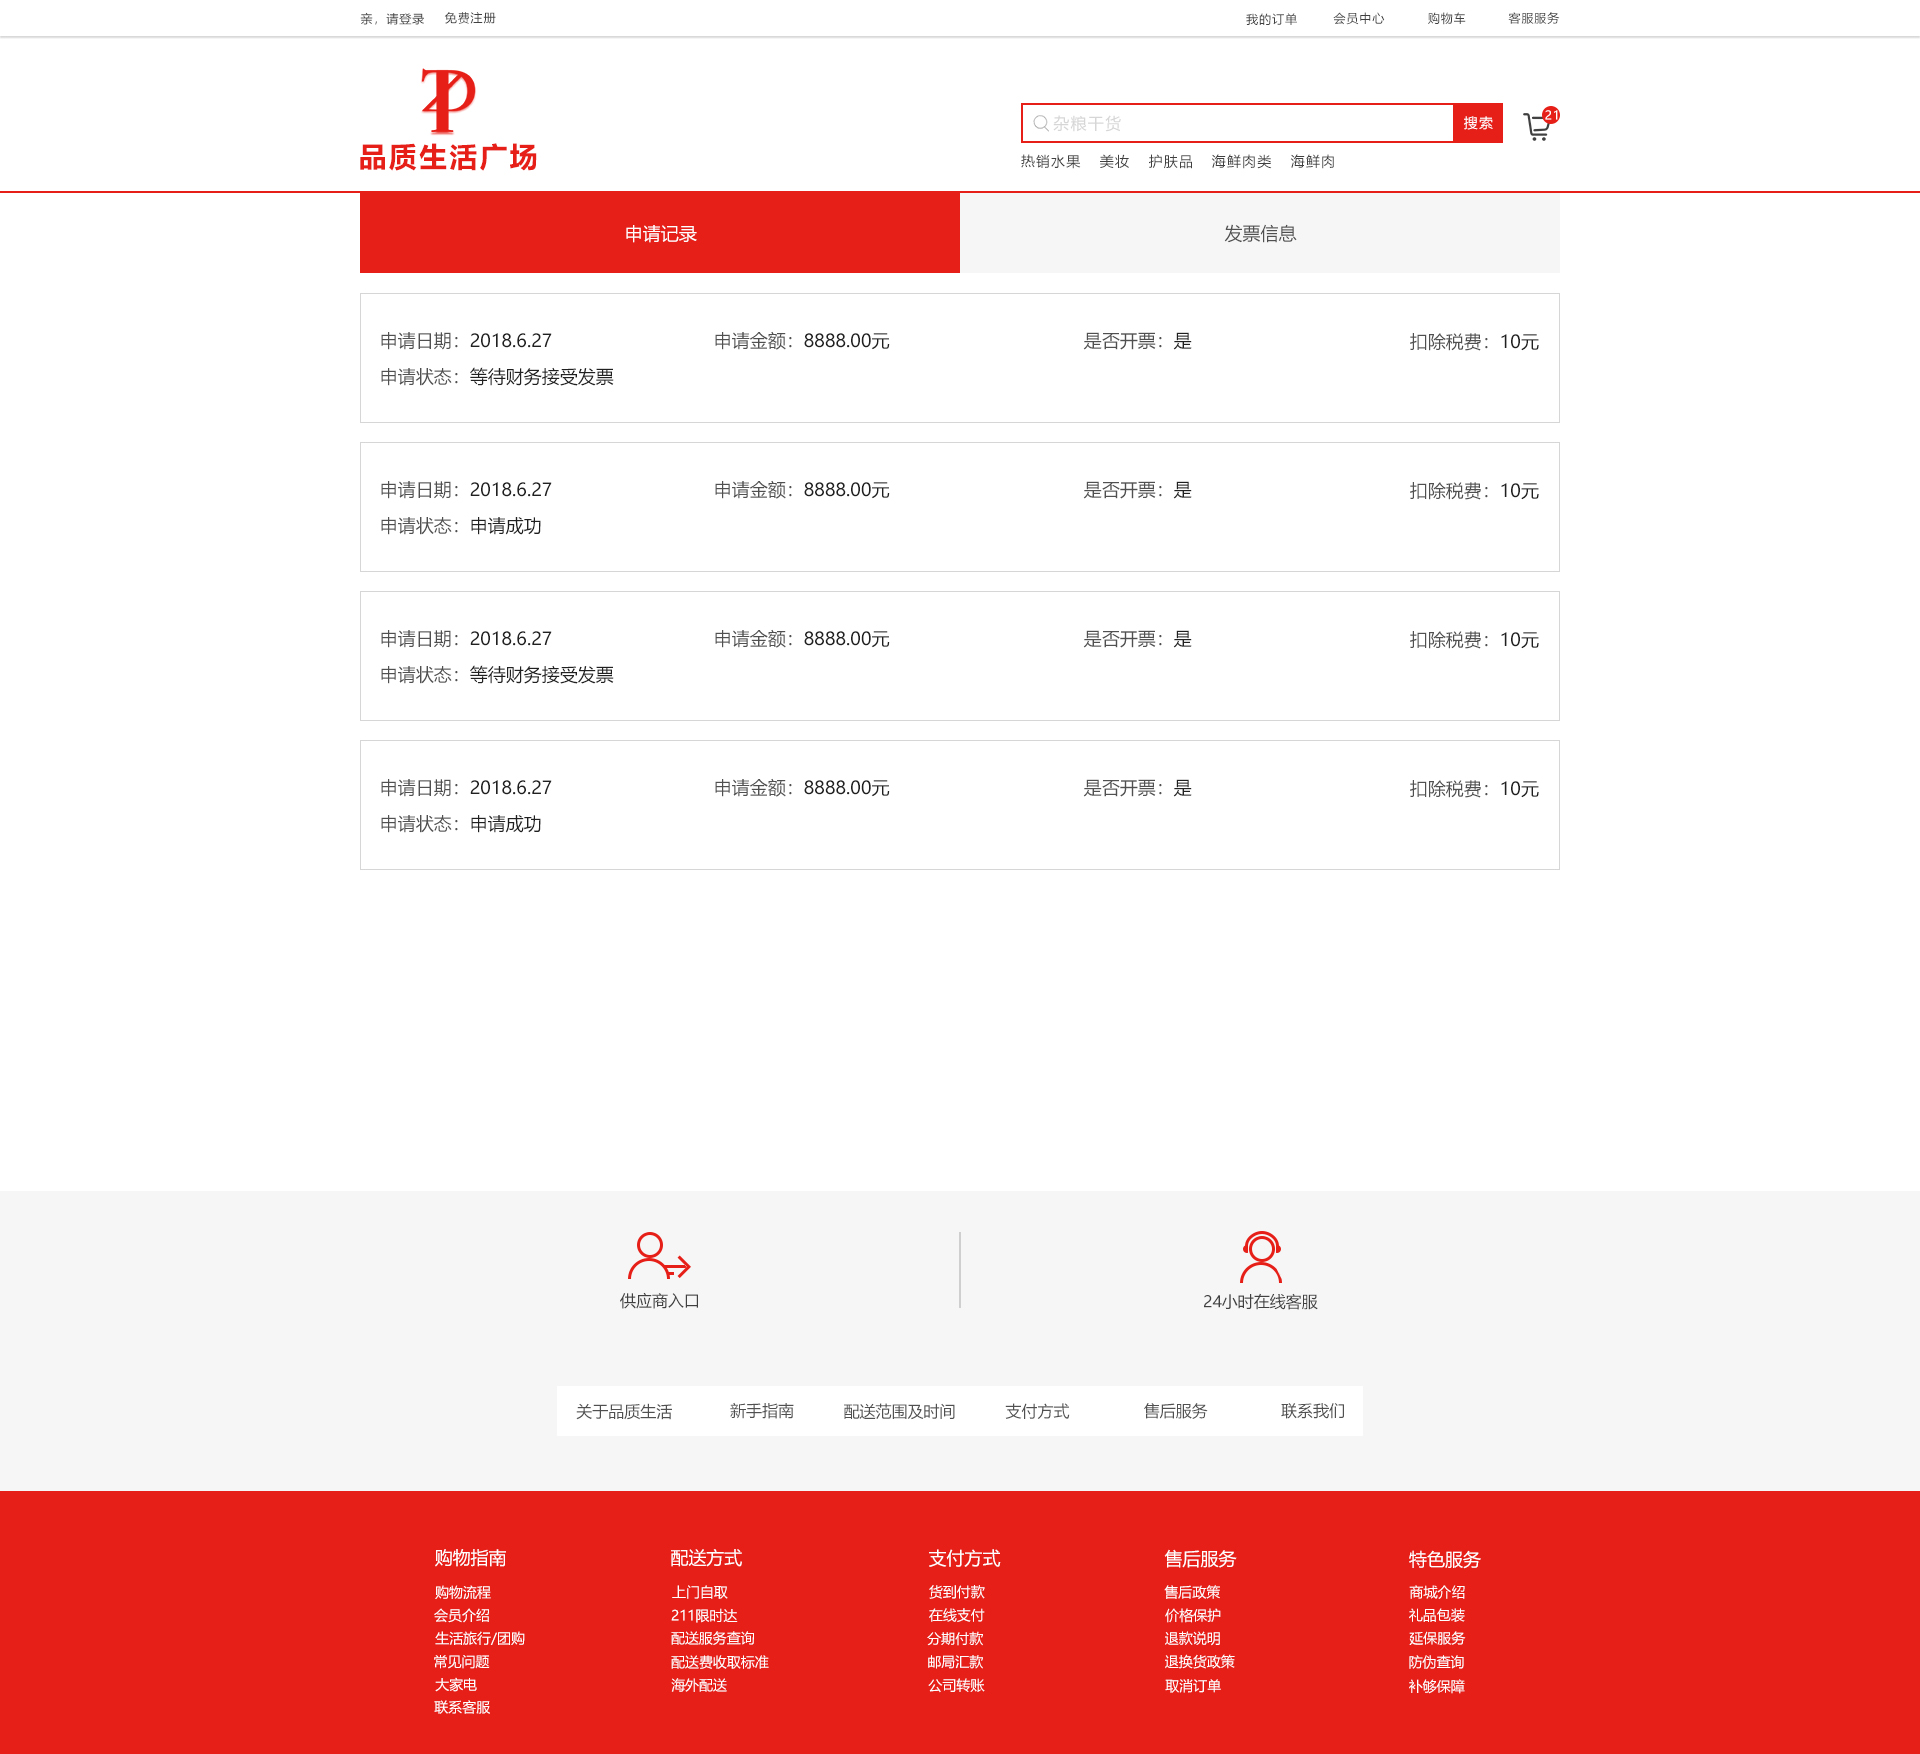 亲，请登录 免费注册 我的订单 会员中心 购物车 客服服务
品质生活广场
杂粮干货 搜索 21
热销水果 美妆 护肤品 海鲜肉类 海鲜肉
申请记录 发票信息
申请日期：2018.6.27 申请金额：8888.00元 是否开票：是 扣除税费：10元
申请状态：等待财务接受发票
申请日期：2018.6.27 申请金额：8888.00元 是否开票：是 扣除税费：10元
申请状态：申请成功
申请日期：2018.6.27 申请金额：8888.00元 是否开票：是 扣除税费：10元
申请状态：等待财务接受发票
申请日期：2018.6.27 申请金额：8888.00元 是否开票：是 扣除税费：10元
申请状态：申请成功
供应商入口 24小时在线客服
关于品质生活 新手指南 配送范围及时间 支付方式 售后服务 联系我们
购物指南 配送方式 支付方式 售后服务 特色服务
购物流程 上门自取 货到付款 售后政策 商城介绍
会员介绍 211限时达 在线支付 价格保护 礼品包装
生活旅行/团购 配送服务查询 分期付款 退款说明 延保服务
常见问题 配送费收取标准 邮局汇款 退换货政策 防伪查询
大家电 海外配送 公司转账 取消订单 补够保障
联系客服